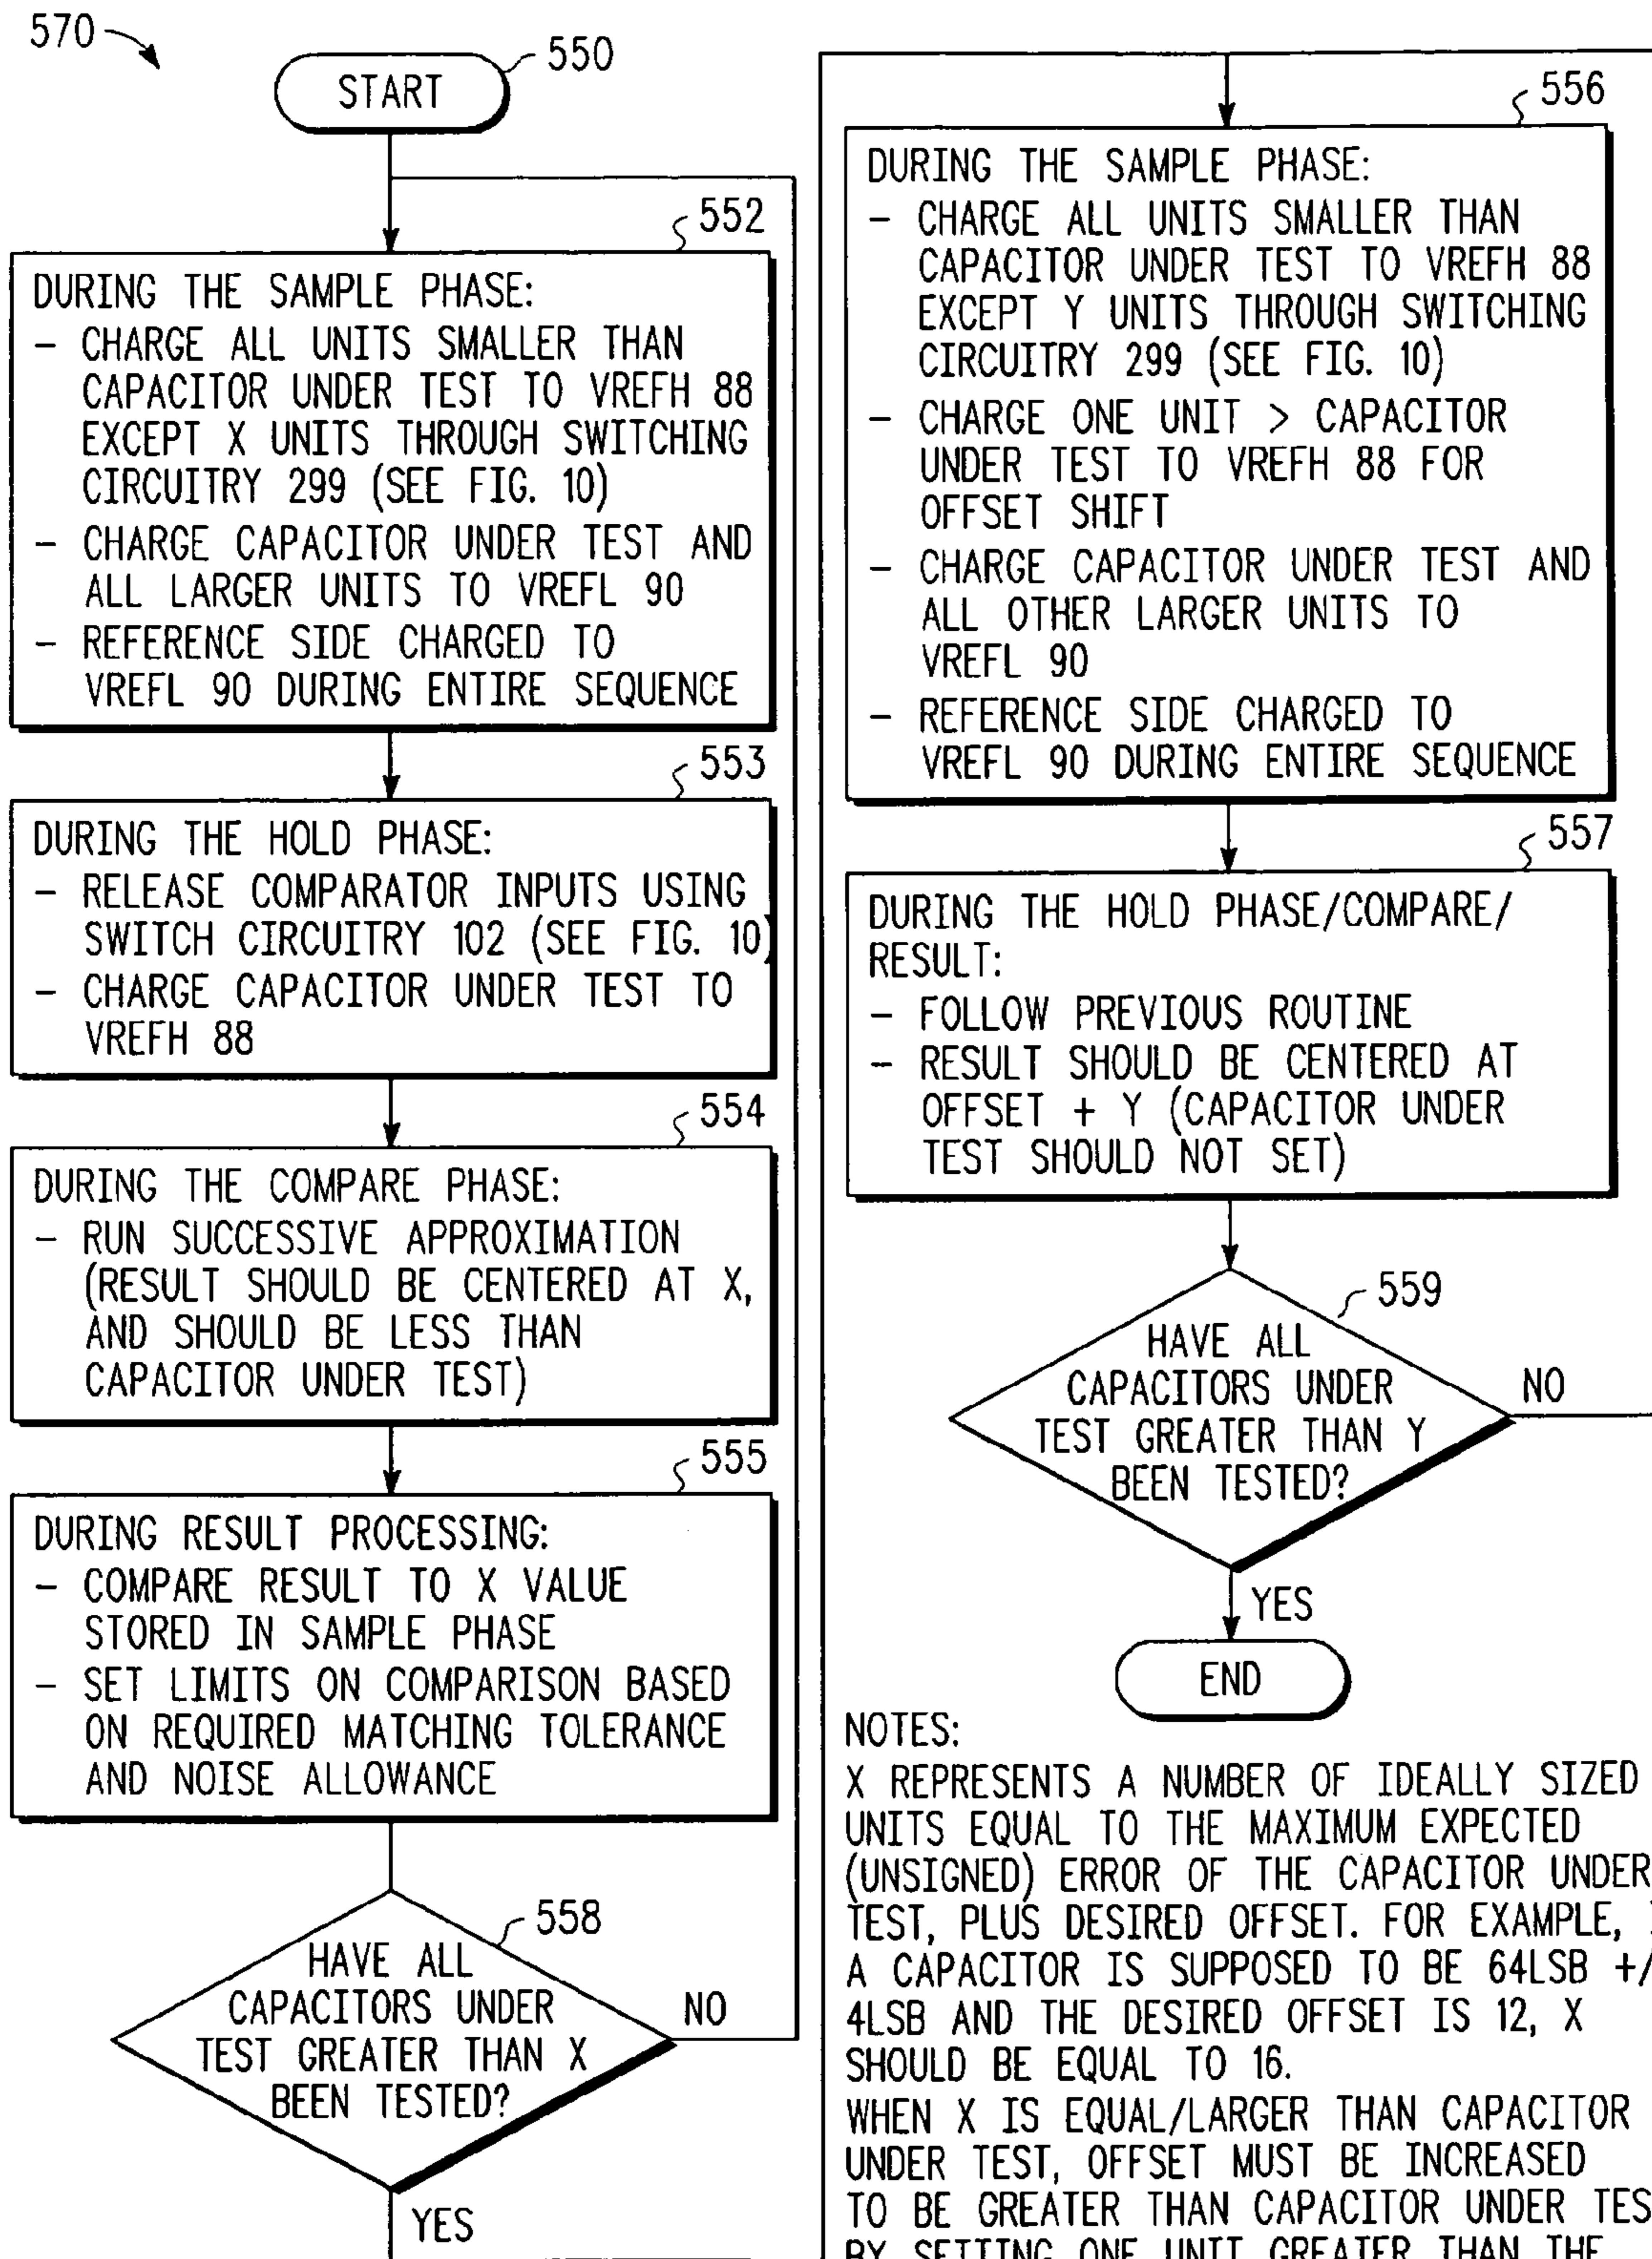 570
START
550
552
DURING THE SAMPLE PHASE:
- CHARGE ALL UNITS SMALLER THAN
CAPACITOR UNDER TEST TO VREFH 88
EXCEPT X UNITS THROUGH SWITCHING
CIRCUITRY 299 (SEE FIG. 10)
- CHARGE CAPACITOR UNDER TEST AND
ALL LARGER UNITS TO VREFL 90
- REFERENCE SIDE CHARGED TO
VREFL 90 DURING ENTIRE SEQUENCE
553
DURING THE HOLD PHASE:
- RELEASE COMPARATOR INPUTS USING
SWITCH CIRCUITRY 102 (SEE FIG. 10)
- CHARGE CAPACITOR UNDER TEST TO
VREFH 88
554
DURING THE COMPARE PHASE:
- RUN SUCCESSIVE APPROXIMATION
(RESULT SHOULD BE CENTERED AT X,
AND SHOULD BE LESS THAN
CAPACITOR UNDER TEST)
555
DURING RESULT PROCESSING:
- COMPARE RESULT TO X VALUE
STORED IN SAMPLE PHASE
- SET LIMITS ON COMPARISON BASED
ON REQUIRED MATCHING TOLERANCE
AND NOISE ALLOWANCE
558
HAVE ALL
CAPACITORS UNDER
TEST GREATER THAN X
BEEN TESTED?
NO
YES
556
DURING THE SAMPLE PHASE:
- CHARGE ALL UNITS SMALLER THAN
CAPACITOR UNDER TEST TO VREFH 88
EXCEPT Y UNITS THROUGH SWITCHING
CIRCUITRY 299 (SEE FIG. 10)
- CHARGE ONE UNIT > CAPACITOR
UNDER TEST TO VREFH 88 FOR
OFFSET SHIFT
- CHARGE CAPACITOR UNDER TEST AND
ALL OTHER LARGER UNITS TO
VREFL 90
- REFERENCE SIDE CHARGED TO
VREFL 90 DURING ENTIRE SEQUENCE
557
DURING THE HOLD PHASE/COMPARE/
RESULT:
- FOLLOW PREVIOUS ROUTINE
- RESULT SHOULD BE CENTERED AT
OFFSET + Y (CAPACITOR UNDER
TEST SHOULD NOT SET)
559
HAVE ALL
CAPACITORS UNDER
TEST GREATER THAN Y
BEEN TESTED?
NO
YES
END
NOTES:
X REPRESENTS A NUMBER OF IDEALLY SIZED
UNITS EQUAL TO THE MAXIMUM EXPECTED
(UNSIGNED) ERROR OF THE CAPACITOR UNDER
TEST, PLUS DESIRED OFFSET. FOR EXAMPLE,
A CAPACITOR IS SUPPOSED TO BE 64LSB +/
4LSB AND THE DESIRED OFFSET IS 12, X
SHOULD BE EQUAL TO 16.
WHEN X IS EQUAL/LARGER THAN CAPACITOR
UNDER TEST, OFFSET MUST BE INCREASED
TO BE GREATER THAN CAPACITOR UNDER TES
BY SETTING ONE UNIT GREATER THAN THE